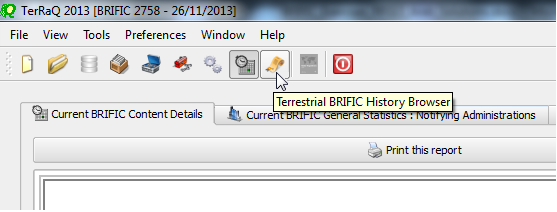 TerRaQ 2013 [BRIFIC 2758 - 26/11/2013]
File View Tools Preferences Window Help
Terrestrial BRIFIC History Browser
Current BRIFIC Content Details Current BRIFIC General Statistics : Notifying Administrations
Print this report